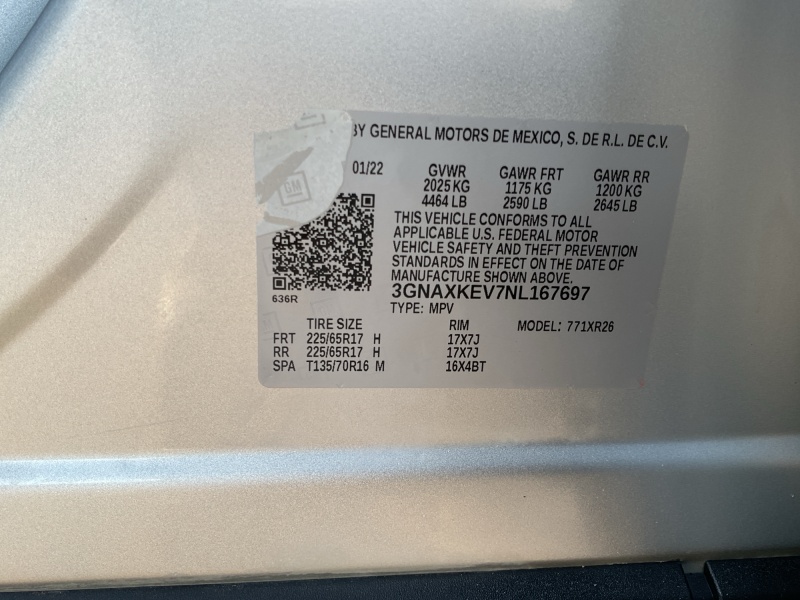 BY GENERAL MOTORS DE MEXICO, S. DE R.L. DE C.V.
01/22 GVWR GAWR FRT GAWR RR
2025 KG 1175 KG 1200 KG
4464 LB 2590 LB 2645 LB
GM
THIS VEHICLE CONFORMS TO ALL
APPLICABLE U.S. FEDERAL MOTOR
VEHICLE SAFETY AND THEFT PREVENTION
STANDARDS IN EFFECT ON THE DATE OF
MANUFACTURE SHOWN ABOVE.
3GNAXKEV7NL167697
636R
TYPE: MPV
TIRE SIZE RIM MODEL: 771XR26
FRT 225/65R17 H 17X7J
RR 225/65R17 H 17X7J
SPA T135/70R16 M 16X4BT